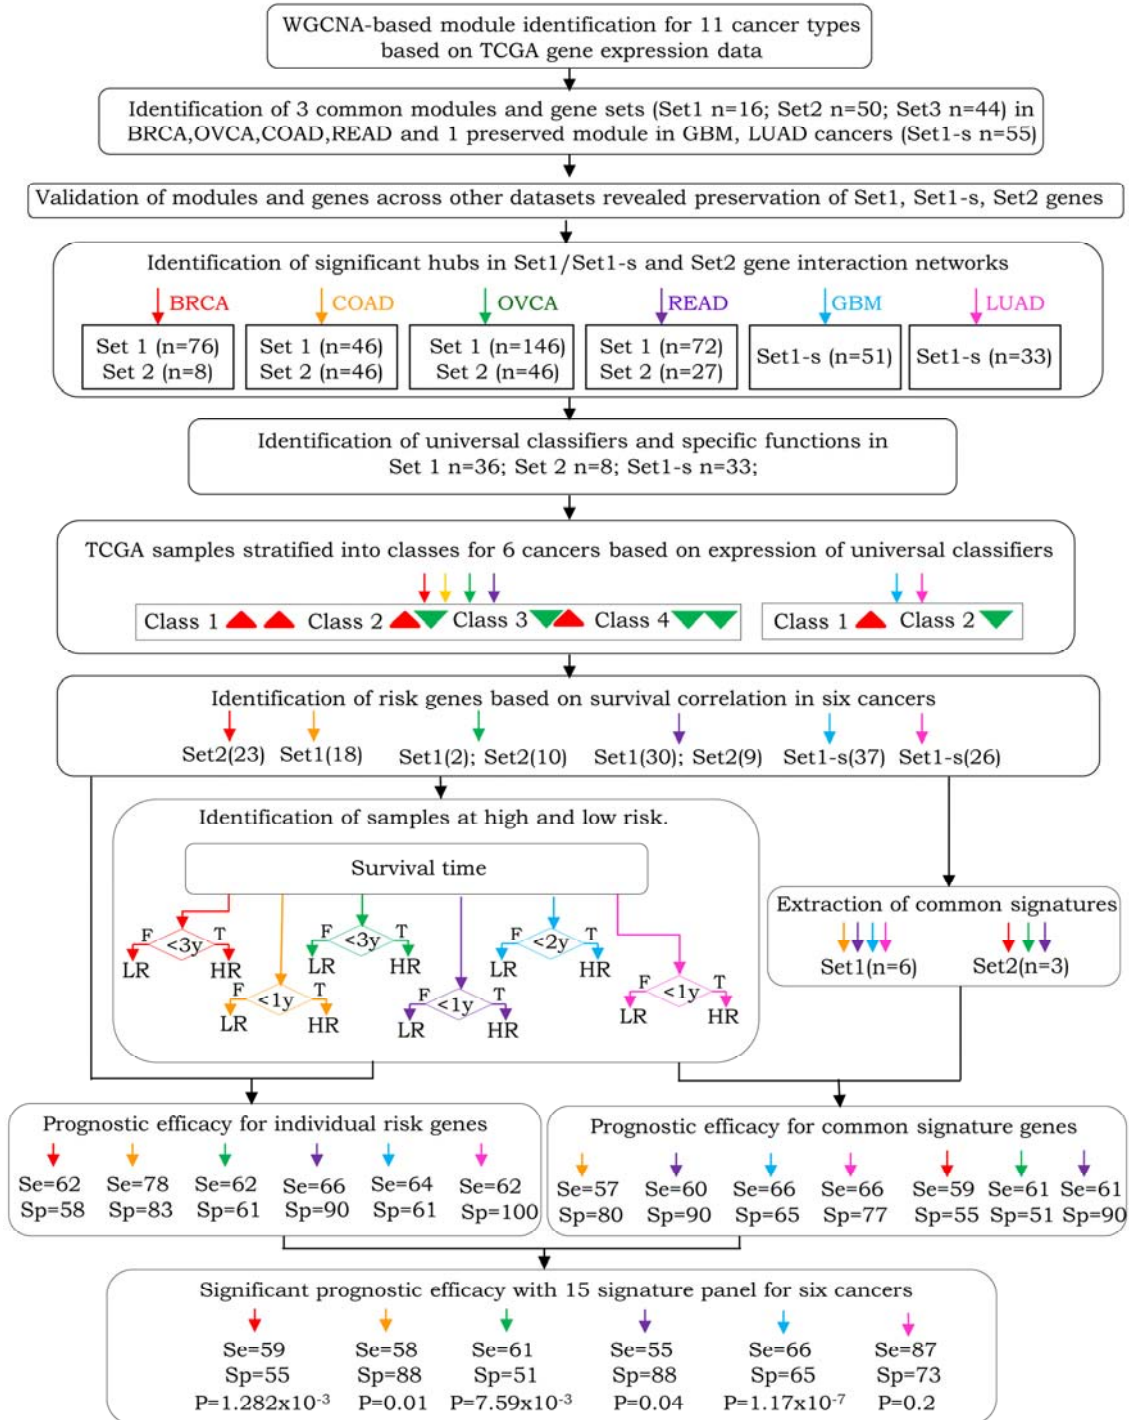 WGCNA-based module identification for 11 cancer types
based on TCGA gene expression data
Identification of 3 common modules and gene sets (Set1 n=16; Set2 n=50; Set3 n=44) in
BRCA,OVCA,COAD,READ and 1 preserved module in GBM, LUAD cancers (Set1-s n=55)
Validation of modules and genes across other datasets revealed preservation of Set1, Set1-s, Set2 genes
Identification of significant hubs in Set1/Set1-s and Set2 gene interaction networks
BRCA COAD OVCA READ GBM LUAD
Set 1 (n=76) Set 1 (n=46) Set 1 (n=146) Set 1 (n=72) Set1-s (n=51) Set1-s (n=33)
Set 2 (n=8) Set 2 (n=46) Set 2 (n=46) Set 2 (n=27)
Identification of universal classifiers and specific functions in
Set 1 n=36; Set 2 n=8; Set1-s n=33;
TCGA samples stratified into classes for 6 cancers based on expression of universal classifiers
Class 1 Class 2 Class 3 Class 4 Class 1 Class 2
Identification of risk genes based on survival correlation in six cancers
Set2(23) Set1(18) Set1(2); Set2(10) Set1(30); Set2(9) Set1-s(37) Set1-s(26)
Identification of samples at high and low risk.
Survival time
F <3y T F <3y T F <2y T
LR HR LR HR LR HR
F <1y T F <1y T F <1y T
LR HR LR HR LR HR
Extraction of common signatures
Set1(n=6) Set2(n=3)
Prognostic efficacy for individual risk genes
Se=62 Se=78 Se=62 Se=66 Se=64 Se=62
Sp=58 Sp=83 Sp=61 Sp=90 Sp=61 Sp=100
Prognostic efficacy for common signature genes
Se=57 Se=60 Se=66 Se=66 Se=59 Se=61 Se=61
Sp=80 Sp=90 Sp=65 Sp=77 Sp=55 Sp=51 Sp=90
Significant prognostic efficacy with 15 signature panel for six cancers
Se=59 Se=58 Se=61 Se=55 Se=66 Se=87
Sp=55 Sp=88 Sp=51 Sp=88 Sp=65 Sp=73
P=1.282x10⁻³ P=0.01 P=7.59x10⁻³ P=0.04 P=1.17x10⁻⁷ P=0.2